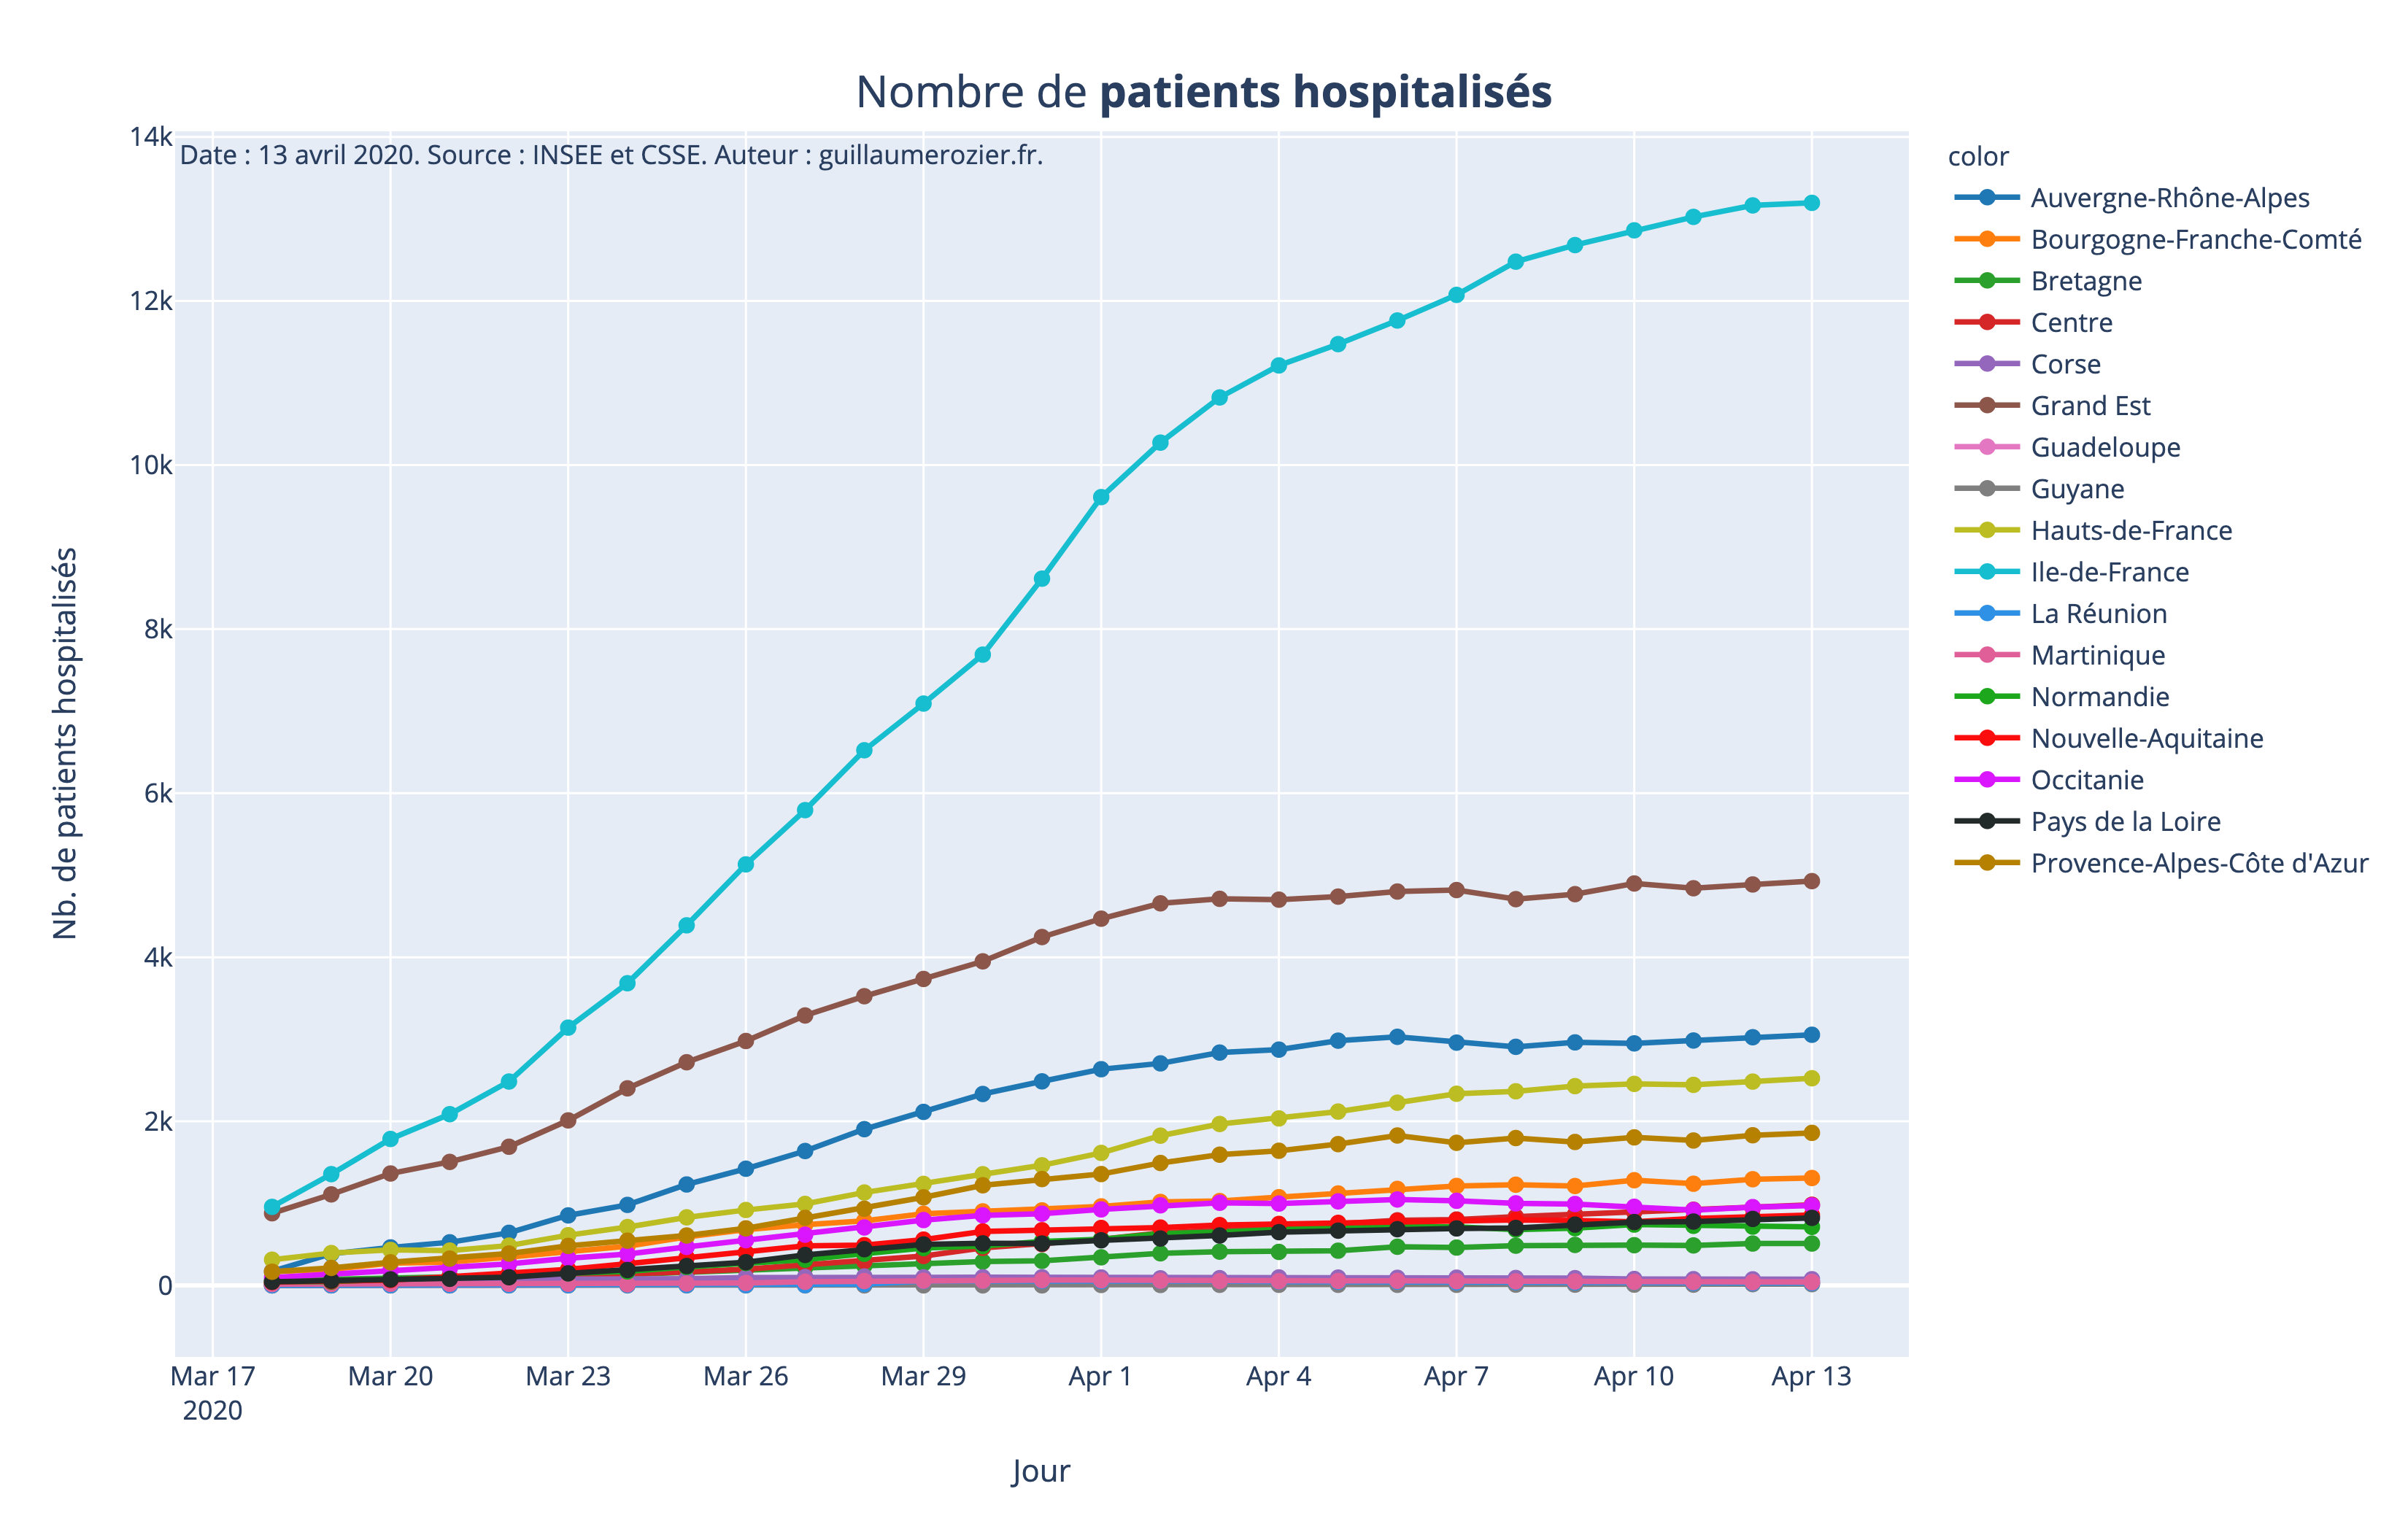 Nombre de patients hospitalisés
Date : 13 avril 2020. Source : INSEE et CSSE. Auteur : guillaumerozier.fr.
14k
12k
10k
8k
6k
4k
2k
0
Nb. de patients hospitalisés
Mar 17
2020
Mar 20
Mar 23
Mar 26
Mar 29
Apr 1
Apr 4
Apr 7
Apr 10
Apr 13
Jour
color
Auvergne-Rhône-Alpes
Bourgogne-Franche-Comté
Bretagne
Centre
Corse
Grand Est
Guadeloupe
Guyane
Hauts-de-France
Ile-de-France
La Réunion
Martinique
Normandie
Nouvelle-Aquitaine
Occitanie
Pays de la Loire
Provence-Alpes-Côte d'Azur